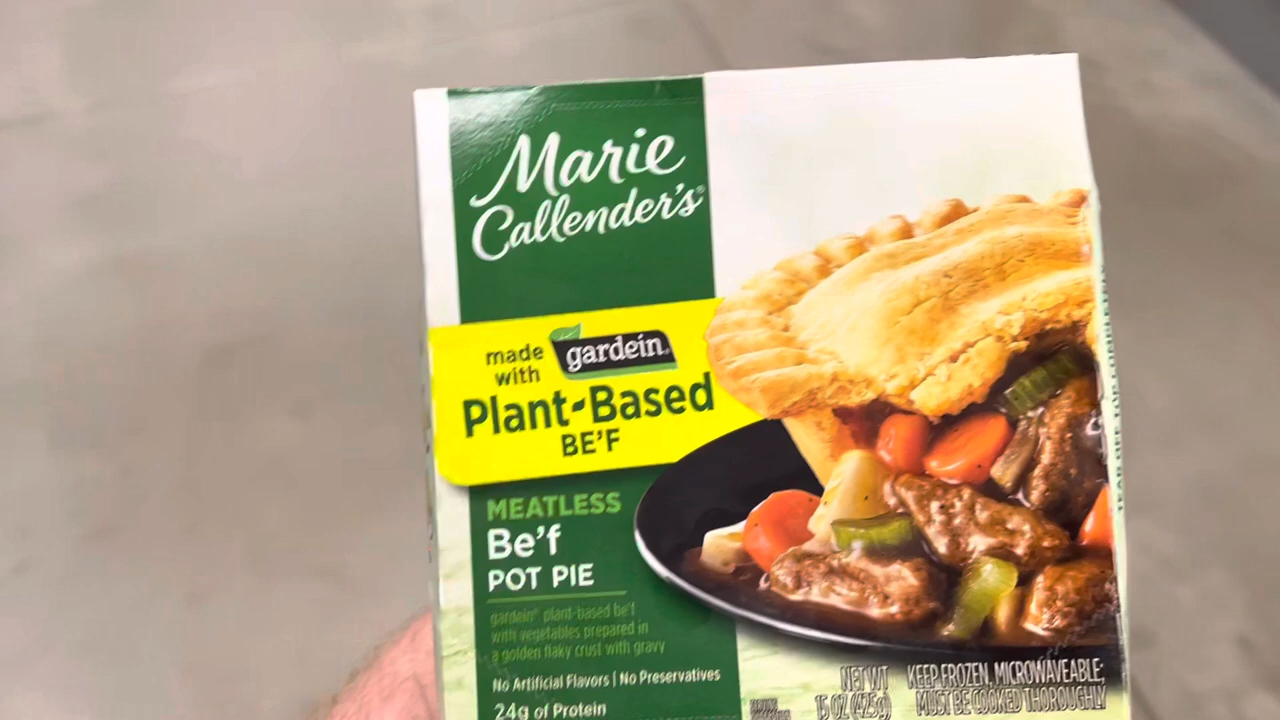 Marie
Callender's®
made
with
gardein
Plant-Based
BE'F
MEATLESS
Be'f
POT PIE
gardein® plant-based be'f
with vegetables prepared in
a golden flaky crust with gravy
No Artificial Flavors | No Preservatives
24g of Protein
NET WT
15 OZ (425g)
KEEP FROZEN, MICROWAVEABLE;
MUST BE COOKED THOROUGHLY